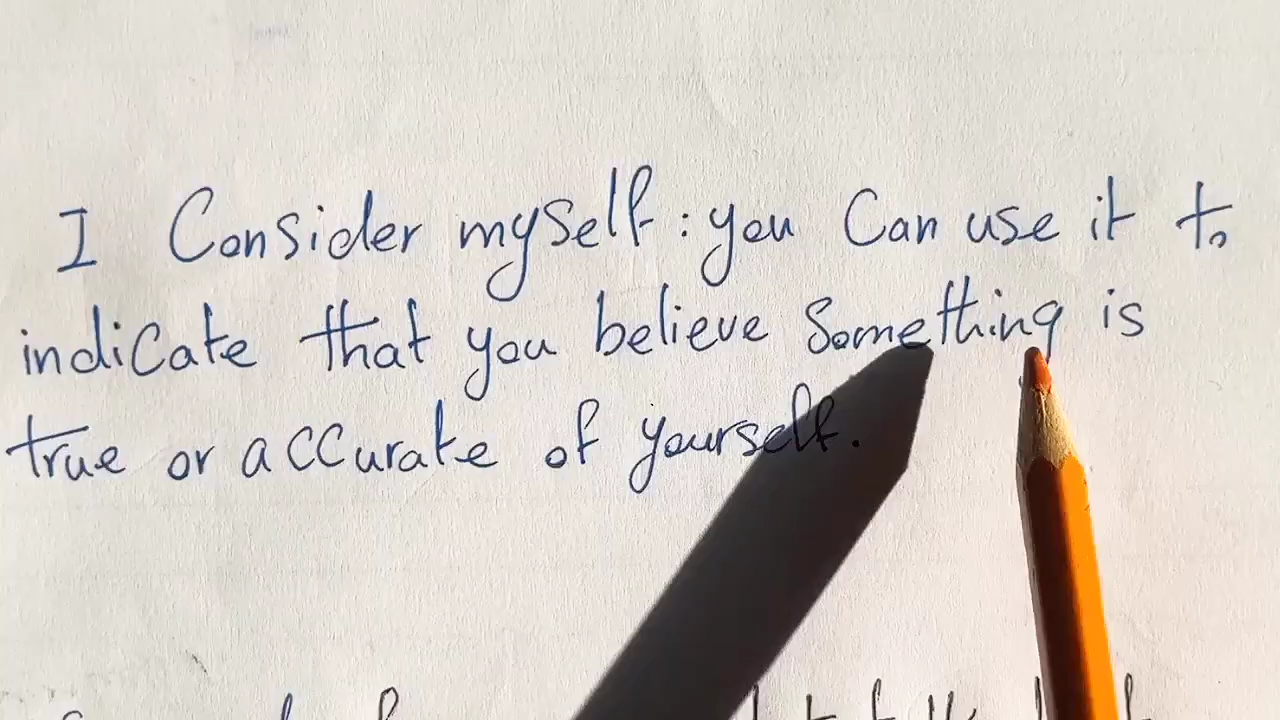 I Consider myself: you Can use it to
indicate that you believe Something is
true or accurate of yourself.